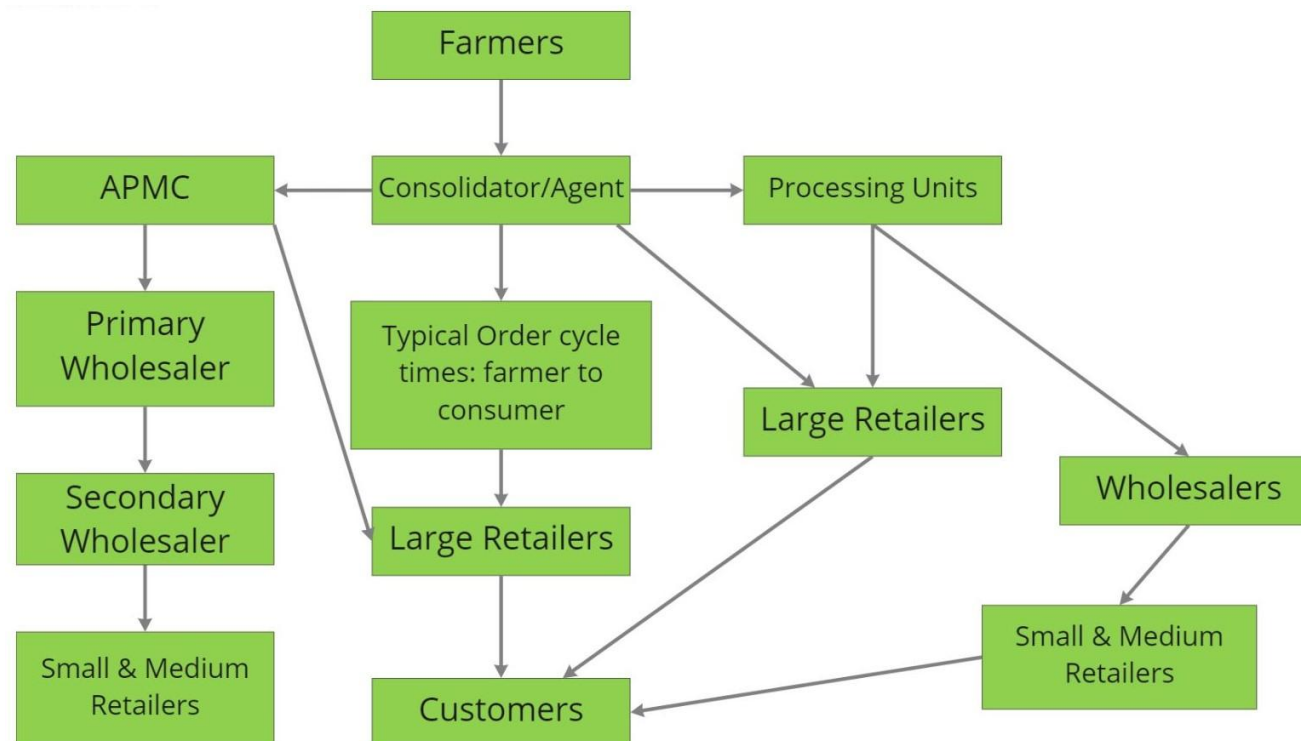 Farmers
APMC
Consolidator/Agent
Processing Units
Primary
Wholesaler
Typical Order cycle
times: farmer to
consumer
Large Retailers
Wholesalers
Secondary
Wholesaler
Large Retailers
Small & Medium
Retailers
Small & Medium
Retailers
Customers